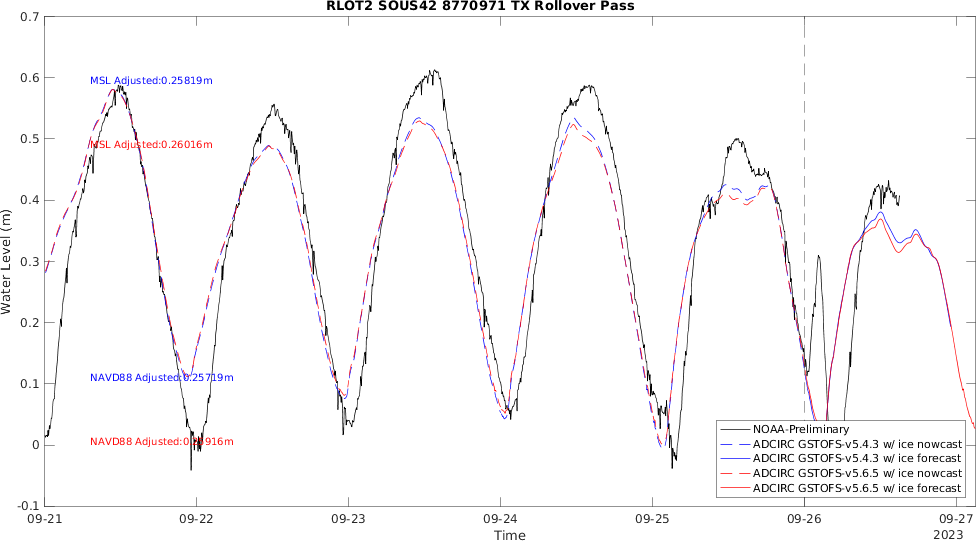 RLOT2 SOUS42 8770971 TX Rollover Pass
0.7
0.6
0.5
0.4
0.3
0.2
0.1
0
-0.1
Water Level (m)
MSL Adjusted:0.25819m
MSL Adjusted:0.26016m
NAVD88 Adjusted:0.25719m
NAVD88 Adjusted:
NOAA-Preliminary
ADCIRC GSTOFS-v5.4.3 w/ ice nowcast
ADCIRC GSTOFS-v5.4.3 w/ ice forecast
ADCIRC GSTOFS-v5.6.5 w/ ice nowcast
ADCIRC GSTOFS-v5.6.5 w/ ice forecast
09-21 09-22 09-23 09-24 09-25 09-26 09-27
Time
2023